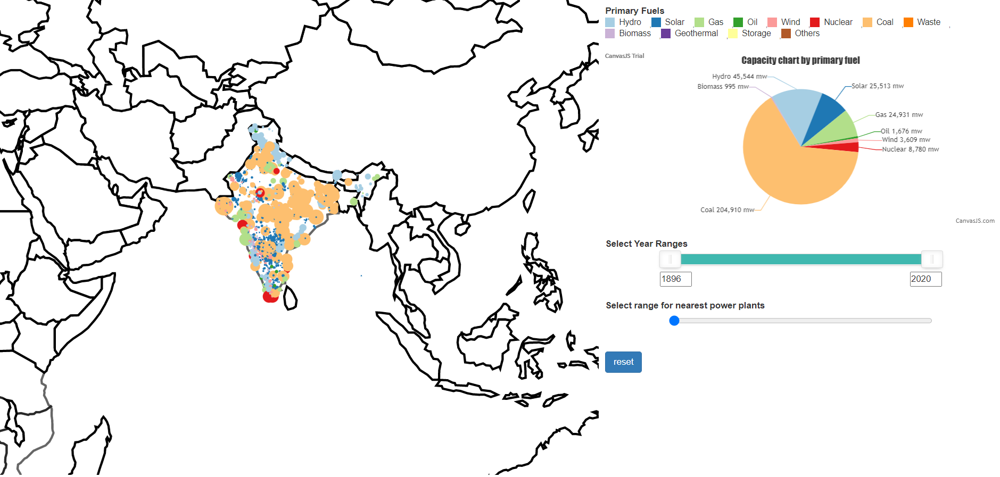 Primary Fuels
Hydro , Solar , Gas , Oil , Wind , Nuclear , Coal , Waste ,
Biomass , Geothermal , Storage , Others
CanvasJS Trial
Capacity chart by primary fuel
Hydro 45,544 mw
Biomass 995 mw
Solar 25,513 mw
Gas 24,931 mw
Oil 1,676 mw
Wind 3,609 mw
Nuclear 8,780 mw
Coal 204,910 mw
CanvasJS.com
Select Year Ranges
1896 2020
Select range for nearest power plants
reset